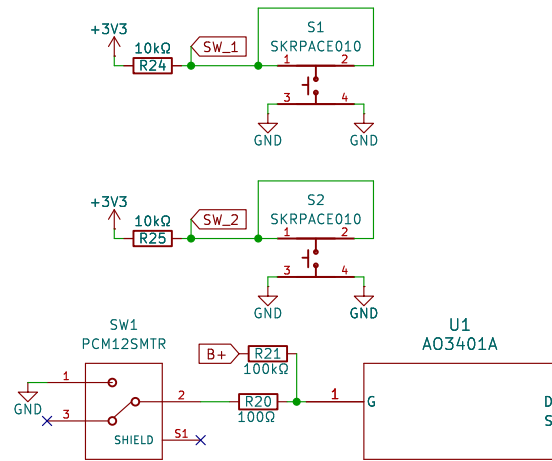 S1
SKRPACE010
+3V3
10kΩ
R24
SW_1
1
2
3
4
GND
GND
S2
SKRPACE010
+3V3
10kΩ
R25
SW_2
1
2
3
4
GND
GND
SW1
PCM12SMTR
U1
AO3401A
B+
R21
100kΩ
1
2
R20
100Ω
1
G
D
GND
3
SHIELD
S1
S